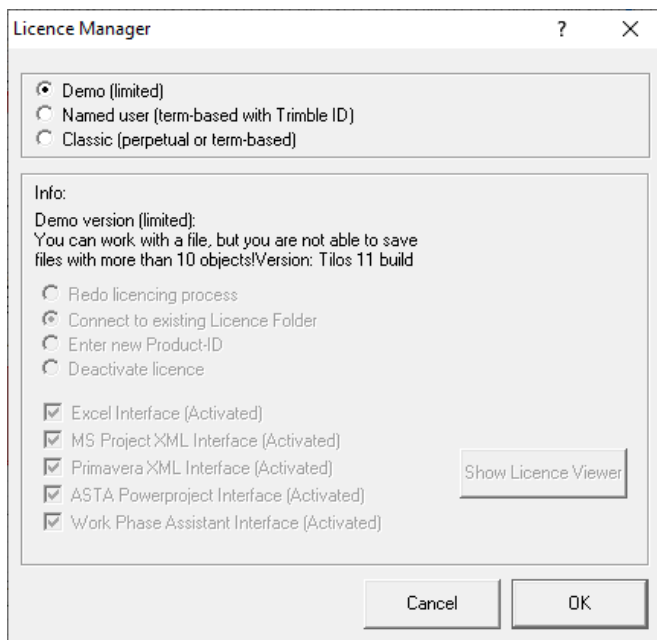 Licence Manager
?
Demo (limited)
Named user (term-based with Trimble ID)
Classic (perpetual or term-based)
Info:
Demo version (limited):
You can work with a file, but you are not able to save
files with more than 10 objects!Version: Tilos 11 build
Redo licencing process
Connect to existing Licence Folder
Enter new Product-ID
Deactivate licence
Excel Interface (Activated)
MS Project XML Interface (Activated)
Primavera XML Interface (Activated)
Show Licence Viewer
ASTA Powerproject Interface (Activated)
Work Phase Assistant Interface (Activated)
Cancel
OK